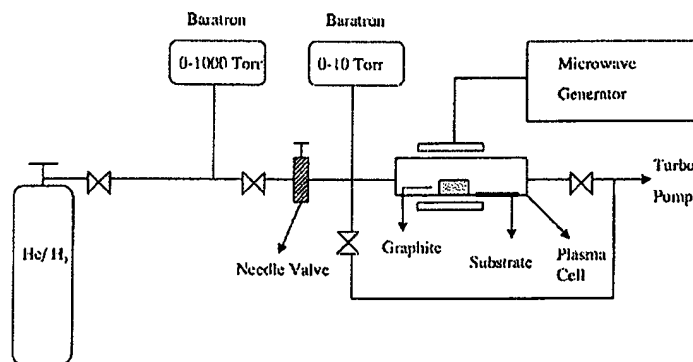 Baratron
Baratron
0-1000 Torr
0-10 Torr
Microwave
Generator
Turbo
Pump
He/ H₂
Needle Valve
Graphite
Substrate
Plasma
Cell